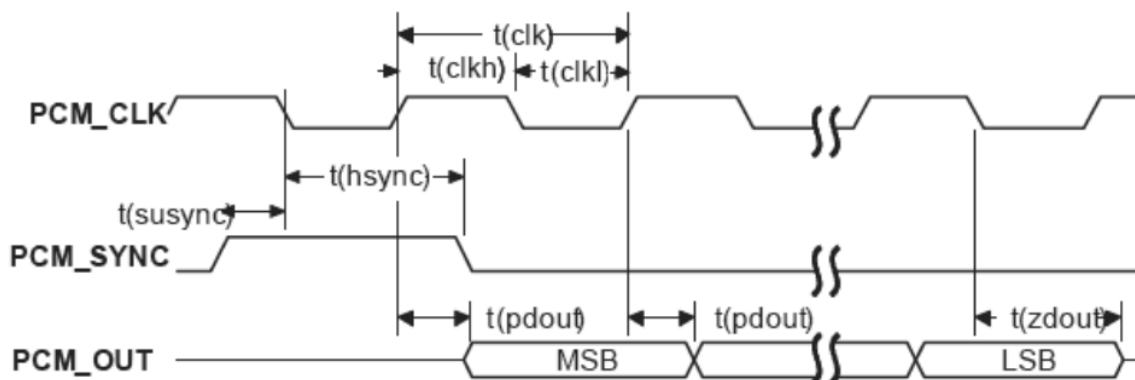 t(clk)
t(clkh) t(clkl)
PCM_CLK
t(hsync)
t(susync)
PCM_SYNC
t(pdout) t(pdout) t(zdout)
PCM_OUT MSB LSB